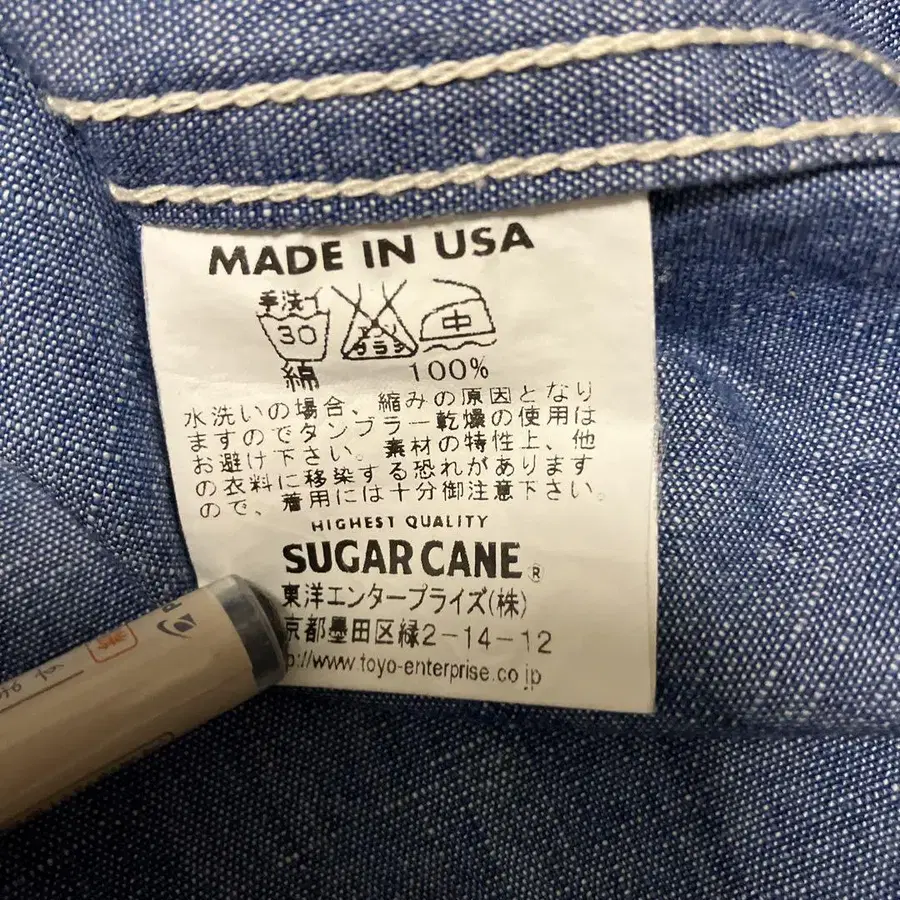 MADE IN USA
手洗イ
30 エンソサラシ 中
綿 100%
水洗いの場合、縮みの原因となり
ますのでタンブラー乾燥の使用は
お避け下さい。素材の特性上、他
の衣料に移染する恐れがあります
ので、着用には十分御注意下さい。
HIGHEST QUALITY
SUGAR CANE®
東洋エンタープライズ(株)
京都墨田区緑2-14-12
p://www.toyo-enterprise.co.jp